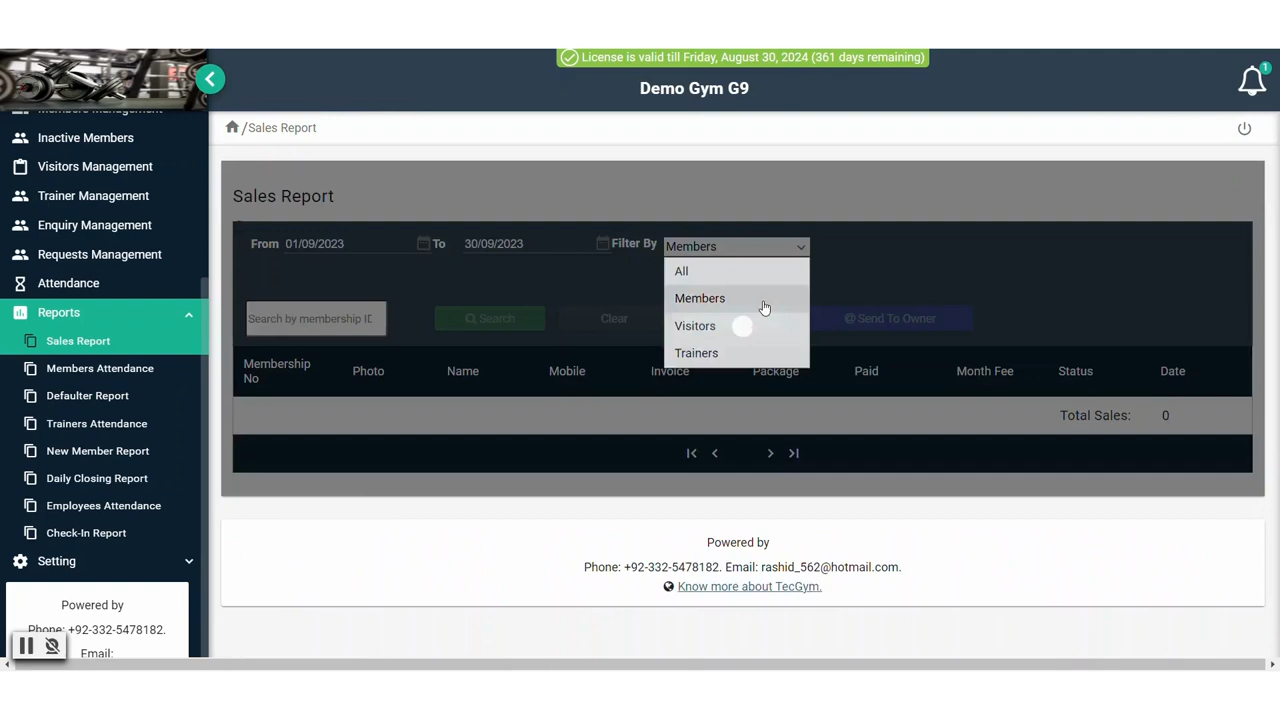 License is valid till Friday, August 30, 2024 (361 days remaining)
Demo Gym G9
1
/Sales Report
Members Management
Inactive Members
Visitors Management
Trainer Management
Enquiry Management
Requests Management
Attendance
Reports
Sales Report
Members Attendance
Defaulter Report
Trainers Attendance
New Member Report
Daily Closing Report
Employees Attendance
Check-In Report
Setting
Powered by
Phone: +92-332-5478182.
Email:
Sales Report
From 01/09/2023 To 30/09/2023 Filter By Members
All
Members
Visitors
Trainers
Search by membership ID
Search Clear @ Send To Owner
Membership No Photo Name Mobile Invoice Package Paid Month Fee Status Date
Total Sales: 0
Powered by
Phone: +92-332-5478182. Email: rashid_562@hotmail.com.
Know more about TecGym.